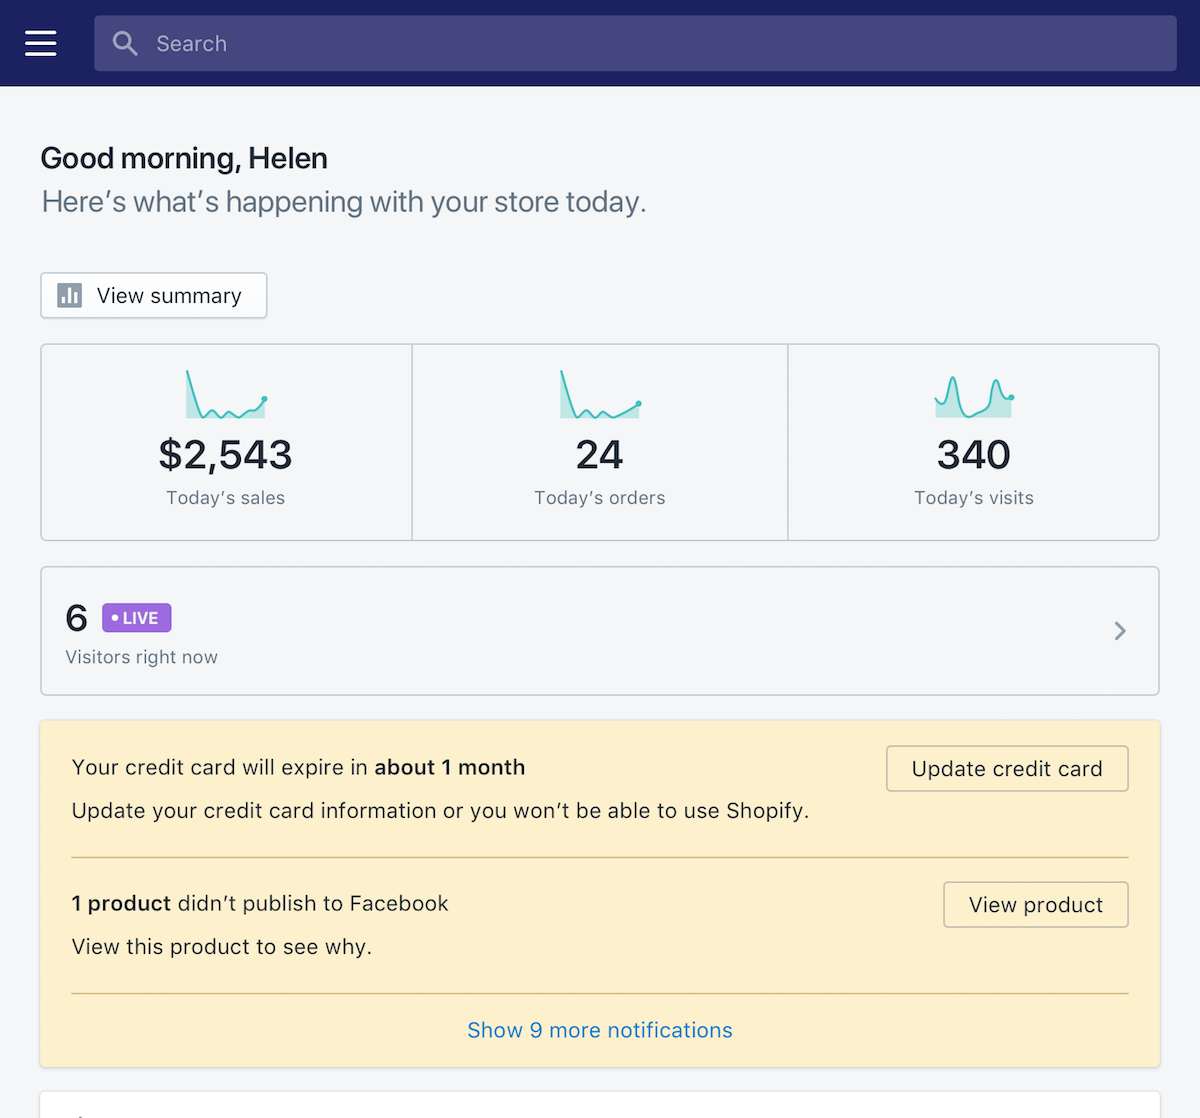 Search
Good morning, Helen
Here’s what’s happening with your store today.
View summary
$2,543
Today’s sales
24
Today’s orders
340
Today’s visits
6
• LIVE
Visitors right now
Your credit card will expire in about 1 month
Update credit card
Update your credit card information or you won’t be able to use Shopify.
1 product didn’t publish to Facebook
View product
View this product to see why.
Show 9 more notifications